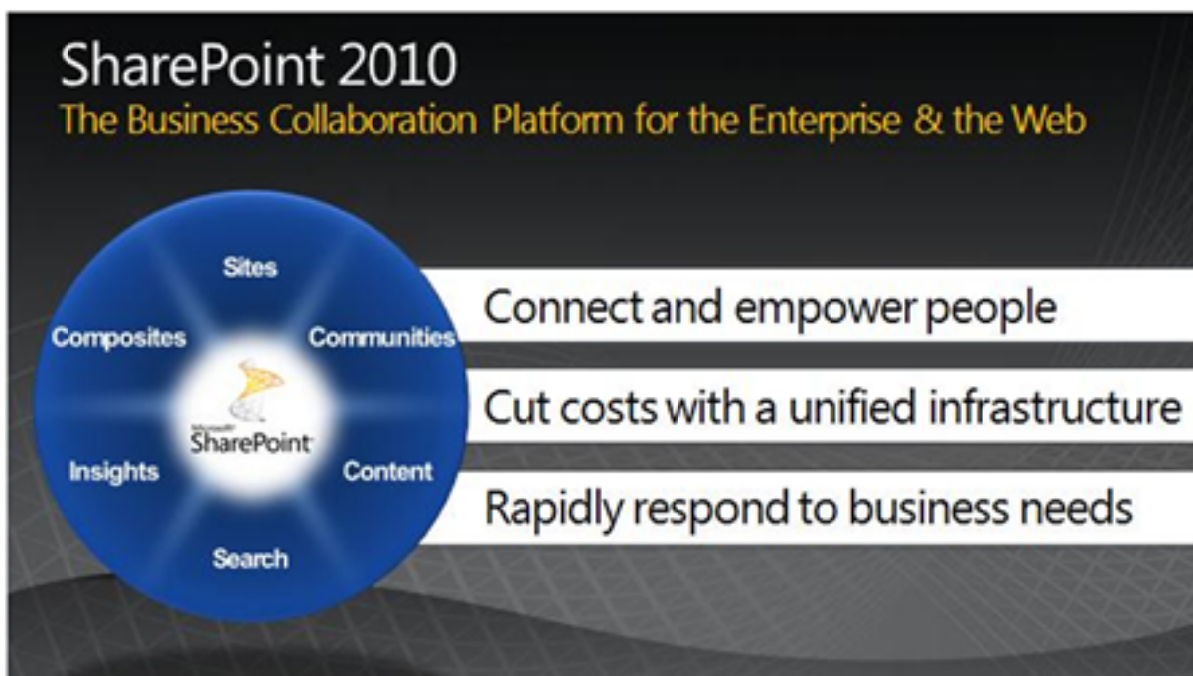 SharePoint 2010
The Business Collaboration Platform for the Enterprise & the Web
Sites
Composites
Communities
Microsoft
SharePoint
Insights
Content
Search
Connect and empower people
Cut costs with a unified infrastructure
Rapidly respond to business needs